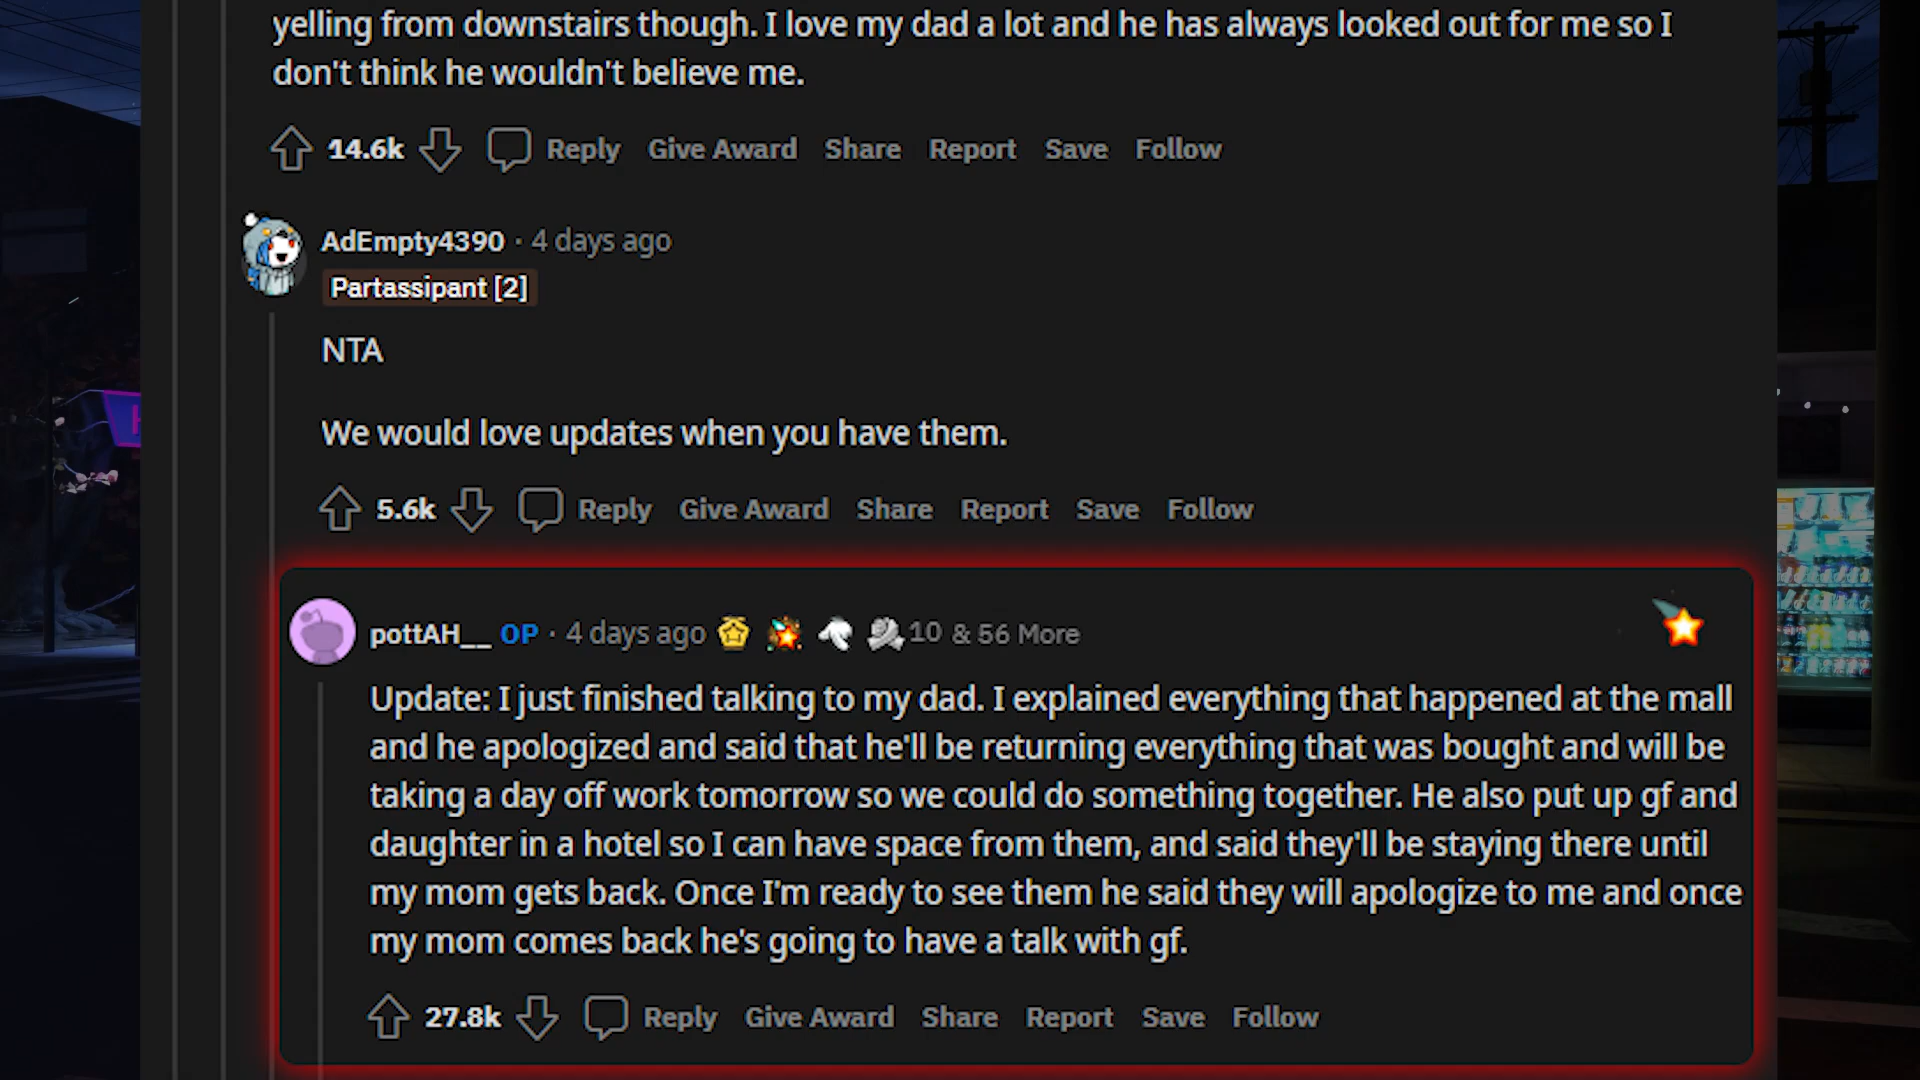 yelling from downstairs though. I love my dad a lot and he has always looked out for me so I
don't think he wouldn't believe me.
14.6k Reply Give Award Share Report Save Follow
AdEmpty4390 · 4 days ago
Partassipant [2]
NTA
We would love updates when you have them.
5.6k Reply Give Award Share Report Save Follow
pottAH__ OP · 4 days ago 10 & 56 More
Update: I just finished talking to my dad. I explained everything that happened at the mall
and he apologized and said that he'll be returning everything that was bought and will be
taking a day off work tomorrow so we could do something together. He also put up gf and
daughter in a hotel so I can have space from them, and said they'll be staying there until
my mom gets back. Once I'm ready to see them he said they will apologize to me and once
my mom comes back he's going to have a talk with gf.
27.8k Reply Give Award Share Report Save Follow